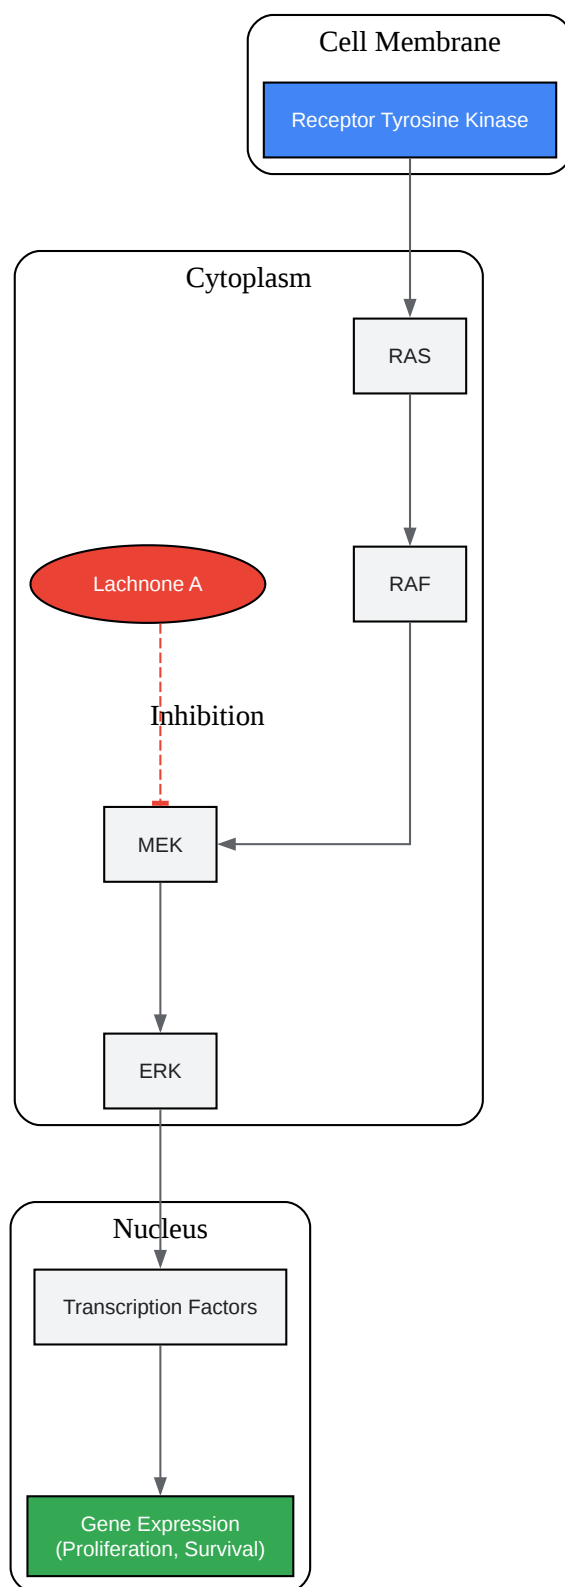 Cell Membrane
Receptor Tyrosine Kinase
Cytoplasm
RAS
Lachnone A
RAF
Inhibition
MEK
ERK
Nucleus
Transcription Factors
Gene Expression
(Proliferation, Survival)